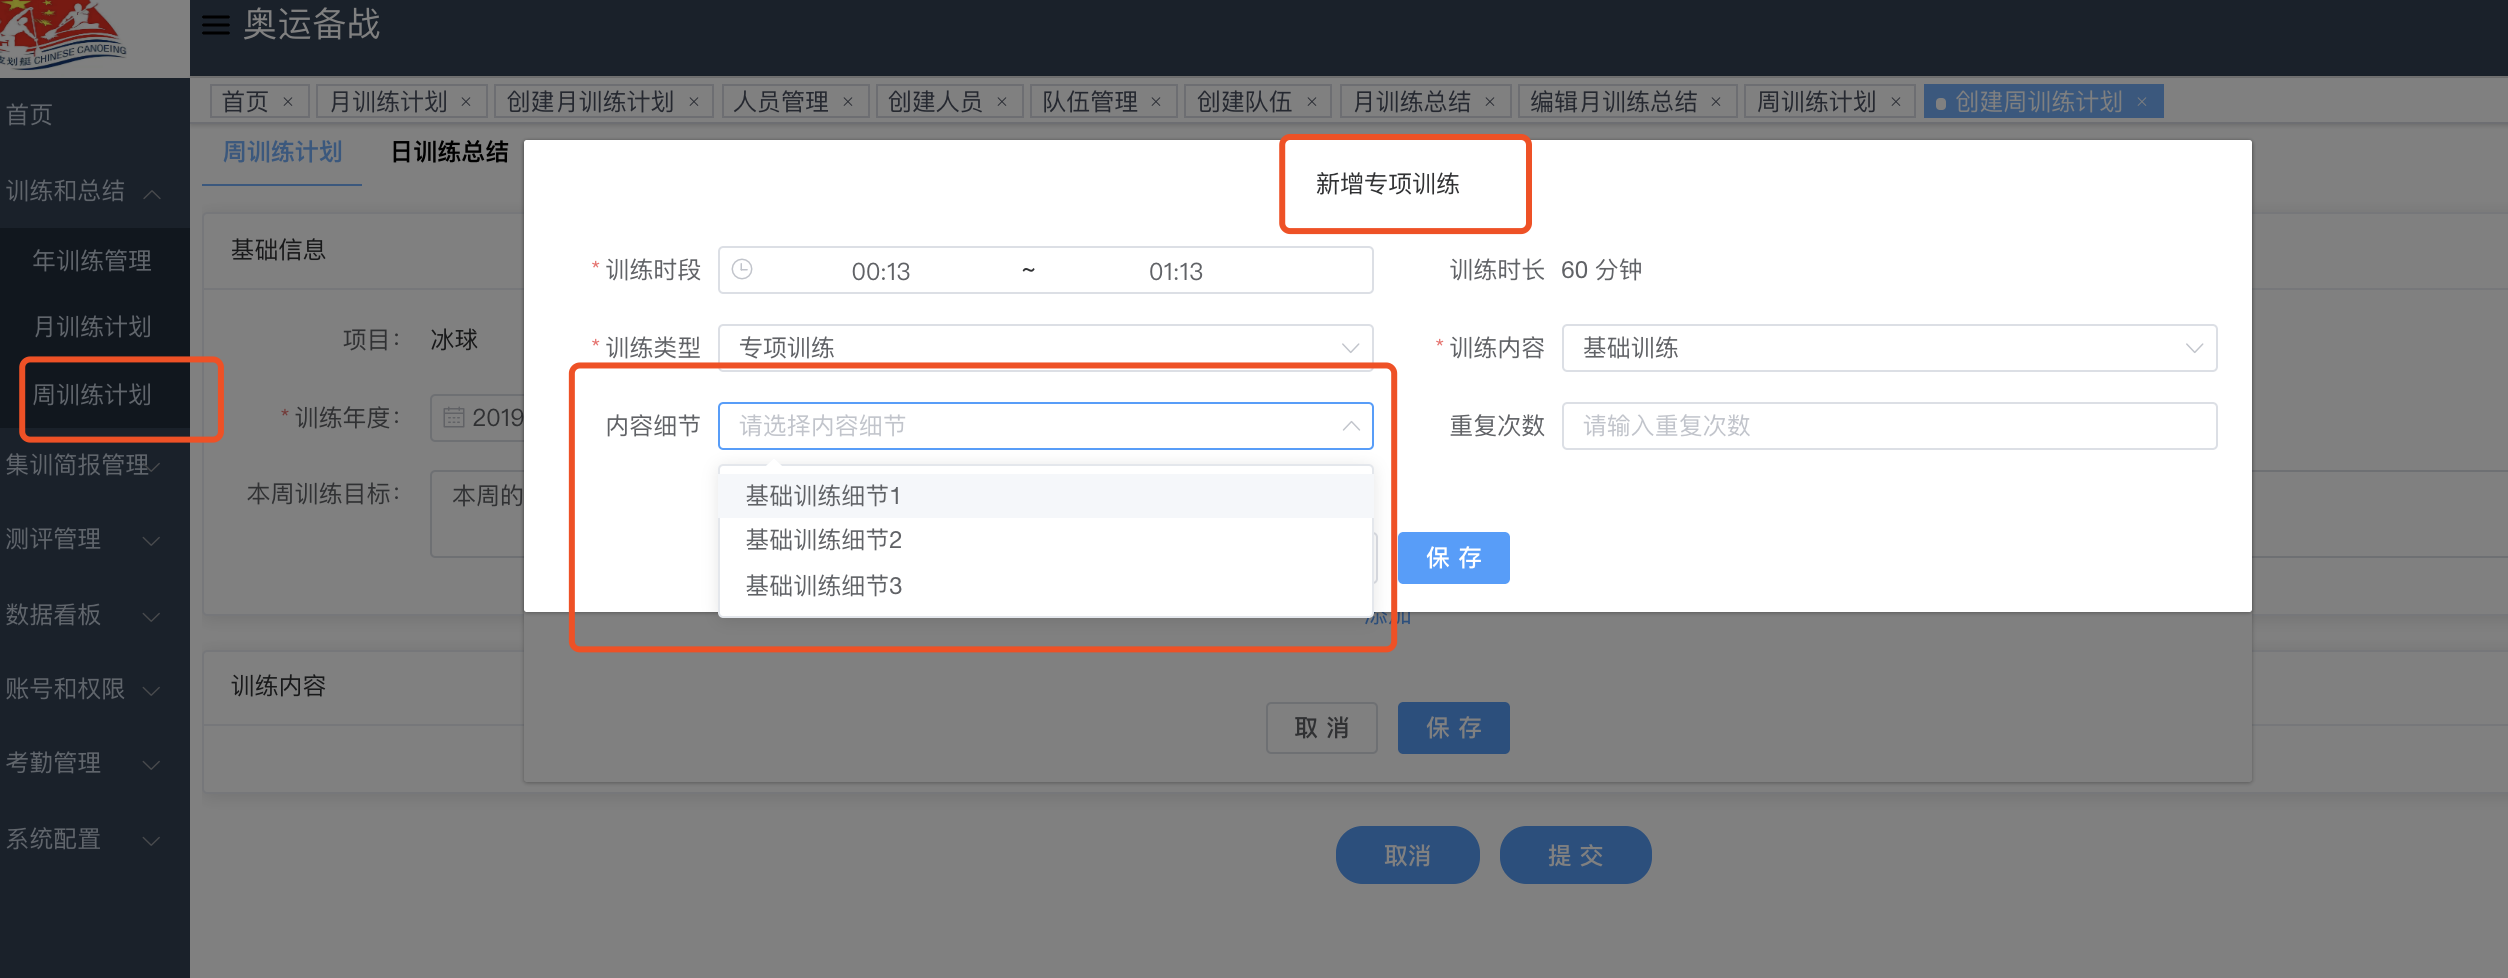 划艇 CHINESE CANOEING
奥运备战
首页 × 月训练计划 × 创建月训练计划 × 人员管理 × 创建人员 × 队伍管理 × 创建队伍 × 月训练总结 × 编辑月训练总结 × 周训练计划 × 创建周训练计划 ×
首页
训练和总结
年训练管理
月训练计划
周训练计划
集训简报管理
测评管理
数据看板
账号和权限
考勤管理
系统配置
周训练计划 日训练总结
基础信息
项目： 冰球
* 训练年度： 2019
本周训练目标： 本周的
训练内容
新增专项训练
* 训练时段 00:13 ~ 01:13 训练时长 60 分钟
* 训练类型 专项训练 * 训练内容 基础训练
内容细节 请选择内容细节 重复次数 请输入重复次数
基础训练细节1
基础训练细节2
基础训练细节3
保 存
添加
取 消 保 存
取消 提 交